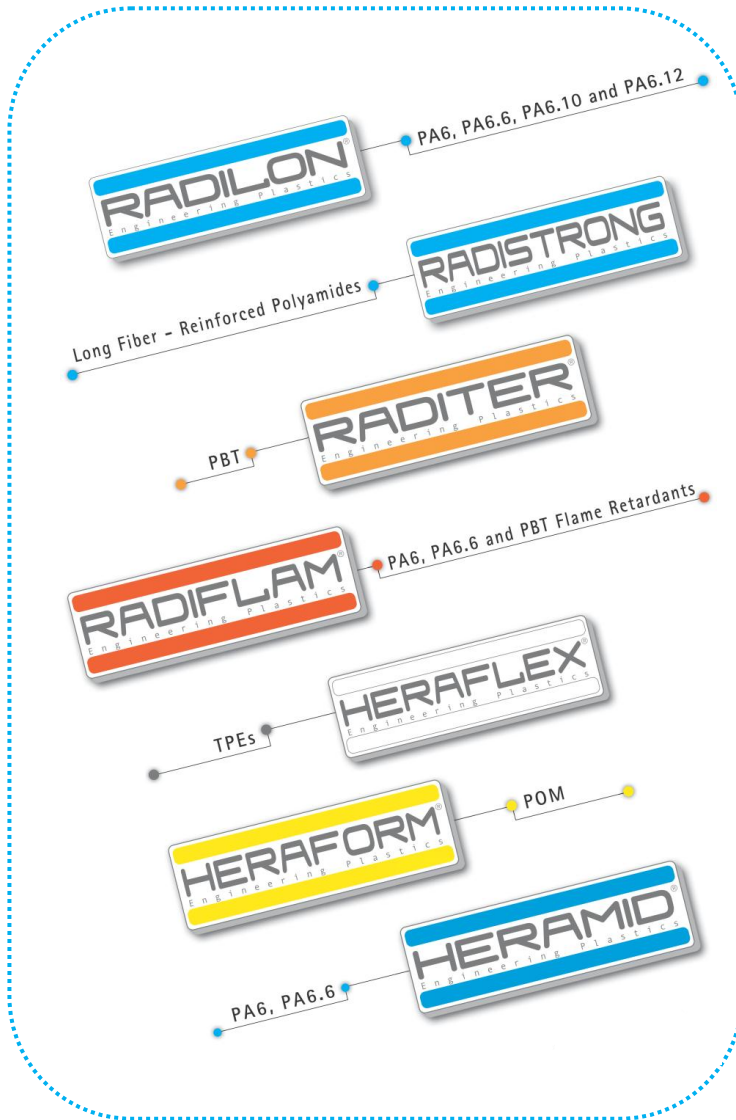 PA6, PA6.6, PA6.10 and PA6.12
RADILON®
Engineering Plastics
RADISTRONG
Engineering Plastics
Long Fiber - Reinforced Polyamides
RADITER®
Engineering Plastics
PBT
PA6, PA6.6 and PBT Flame Retardants
RADIFLAM®
Engineering Plastics
HERAFLEX®
Engineering Plastics
TPEs
HERAFORM®
Engineering Plastics
POM
HERAMID®
Engineering Plastics
PA6, PA6.6